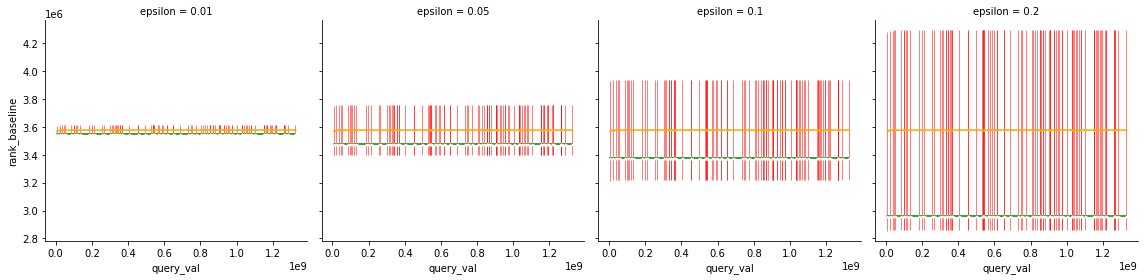 1e6
epsilon = 0.01
epsilon = 0.05
epsilon = 0.1
epsilon = 0.2
rank_baseline
4.2
4.0
3.8
3.6
3.4
3.2
3.0
2.8
0.0 0.2 0.4 0.6 0.8 1.0 1.2
1e9
query_val
0.0 0.2 0.4 0.6 0.8 1.0 1.2
1e9
query_val
0.0 0.2 0.4 0.6 0.8 1.0 1.2
1e9
query_val
0.0 0.2 0.4 0.6 0.8 1.0 1.2
1e9
query_val